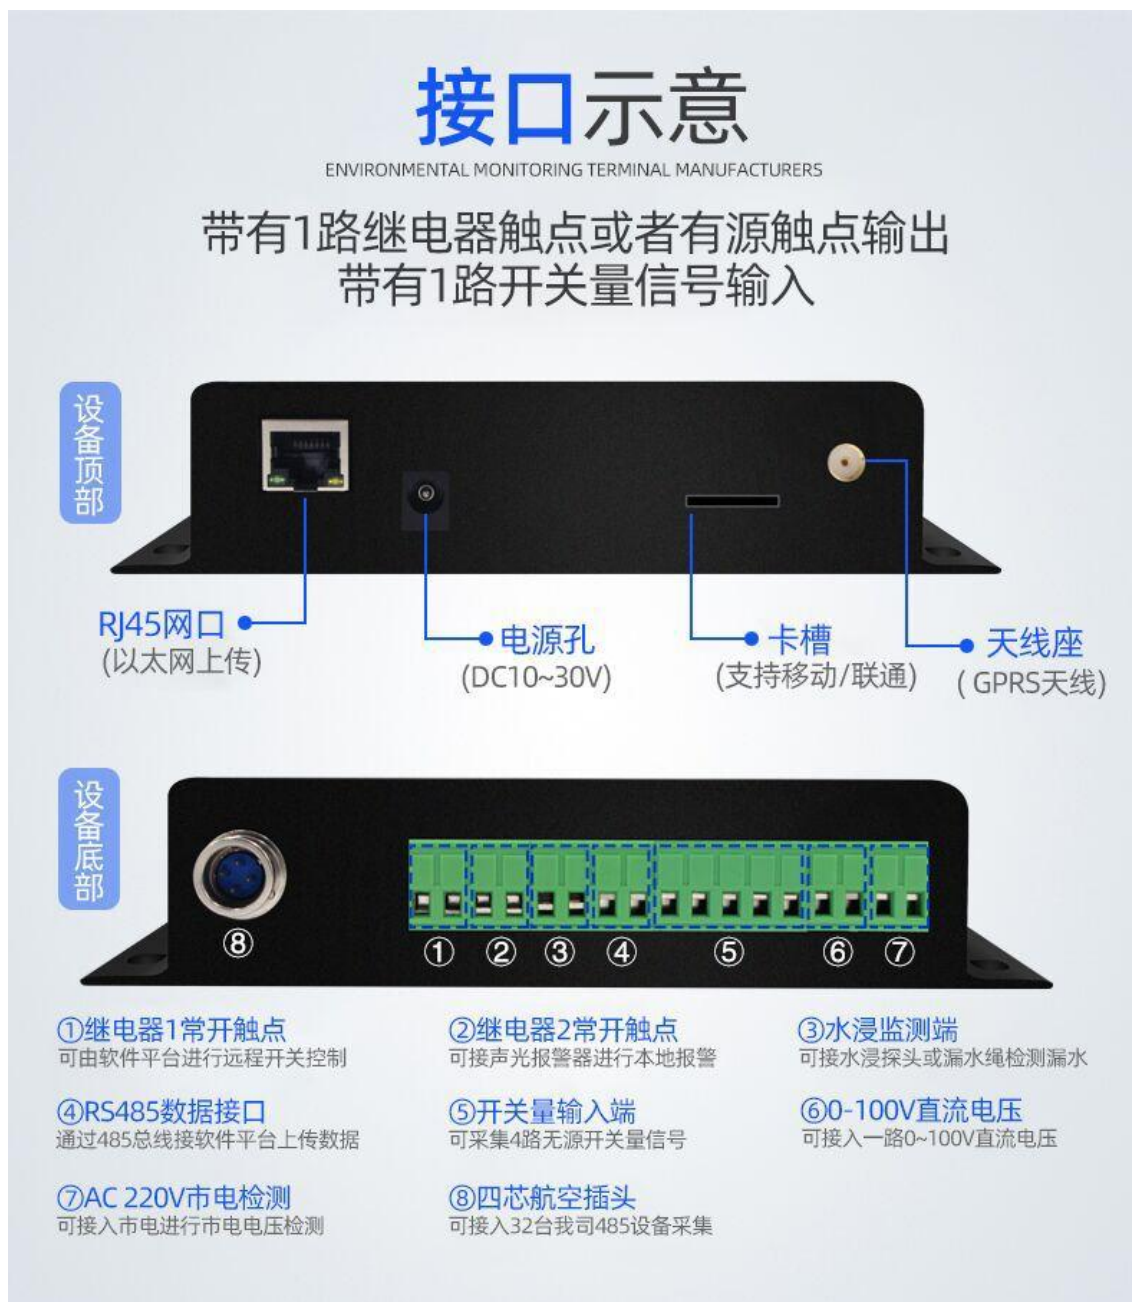 接口示意
ENVIRONMENTAL MONITORING TERMINAL MANUFACTURERS
带有1路继电器触点或者有源触点输出
带有1路开关量信号输入
设备顶部
RJ45网口
(以太网上传)
电源孔
(DC10~30V)
卡槽
(支持移动/联通)
天线座
( GPRS天线)
设备底部
⑧
① ② ③ ④ ⑤ ⑥ ⑦
①继电器1常开触点
可由软件平台进行远程开关控制
②继电器2常开触点
可接声光报警器进行本地报警
③水浸监测端
可接水浸探头或漏水绳检测漏水
④RS485数据接口
通过485总线接软件平台上传数据
⑤开关量输入端
可采集4路无源开关量信号
⑥0-100V直流电压
可接入一路0~100V直流电压
⑦AC 220V市电检测
可接入市电进行市电电压检测
⑧四芯航空插头
可接入32台我司485设备采集